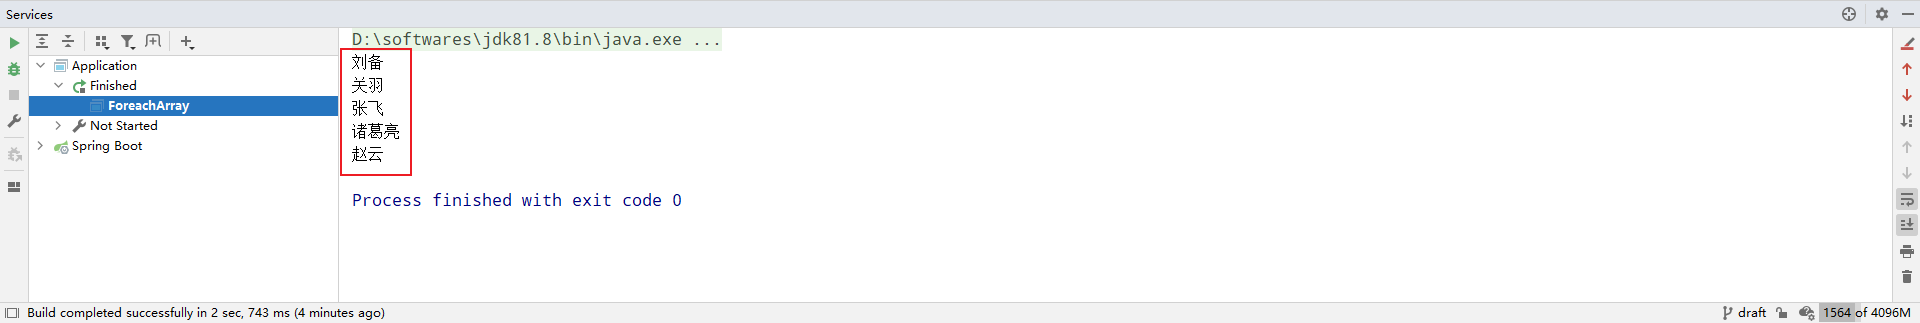 Services
D:\softwares\jdk81.8\bin\java.exe ...
Application
Finished
ForeachArray
Not Started
Spring Boot
刘备
关羽
张飞
诸葛亮
赵云
Process finished with exit code 0
Build completed successfully in 2 sec, 743 ms (4 minutes ago)
draft
1564 of 4096M